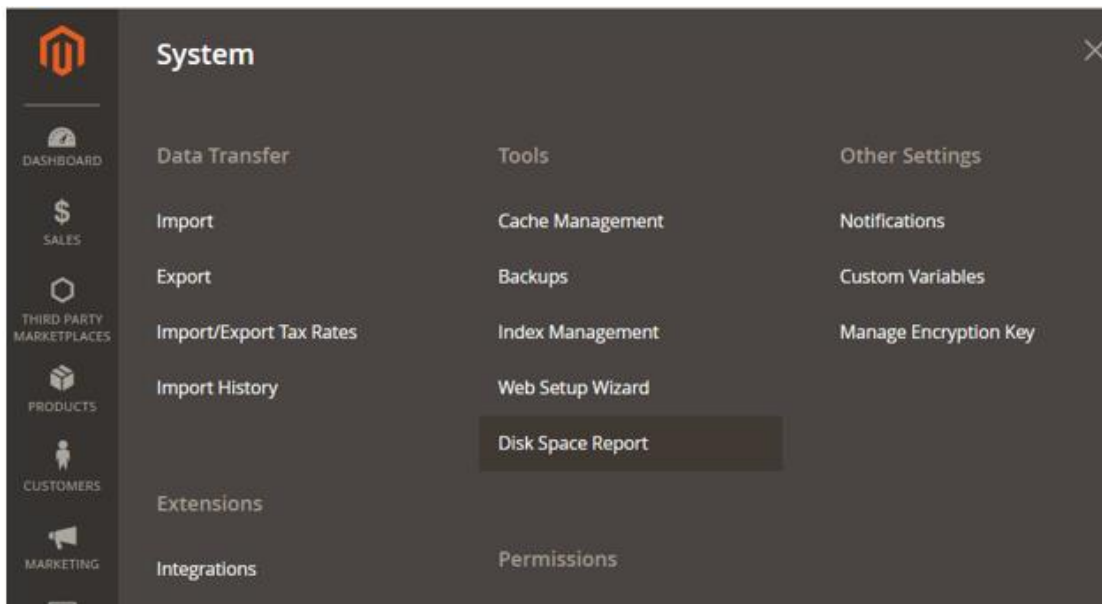 System
DASHBOARD
SALES
THIRD PARTY
MARKETPLACES
PRODUCTS
CUSTOMERS
MARKETING
Data Transfer
Import
Export
Import/Export Tax Rates
Import History
Extensions
Integrations
Tools
Cache Management
Backups
Index Management
Web Setup Wizard
Disk Space Report
Permissions
Other Settings
Notifications
Custom Variables
Manage Encryption Key